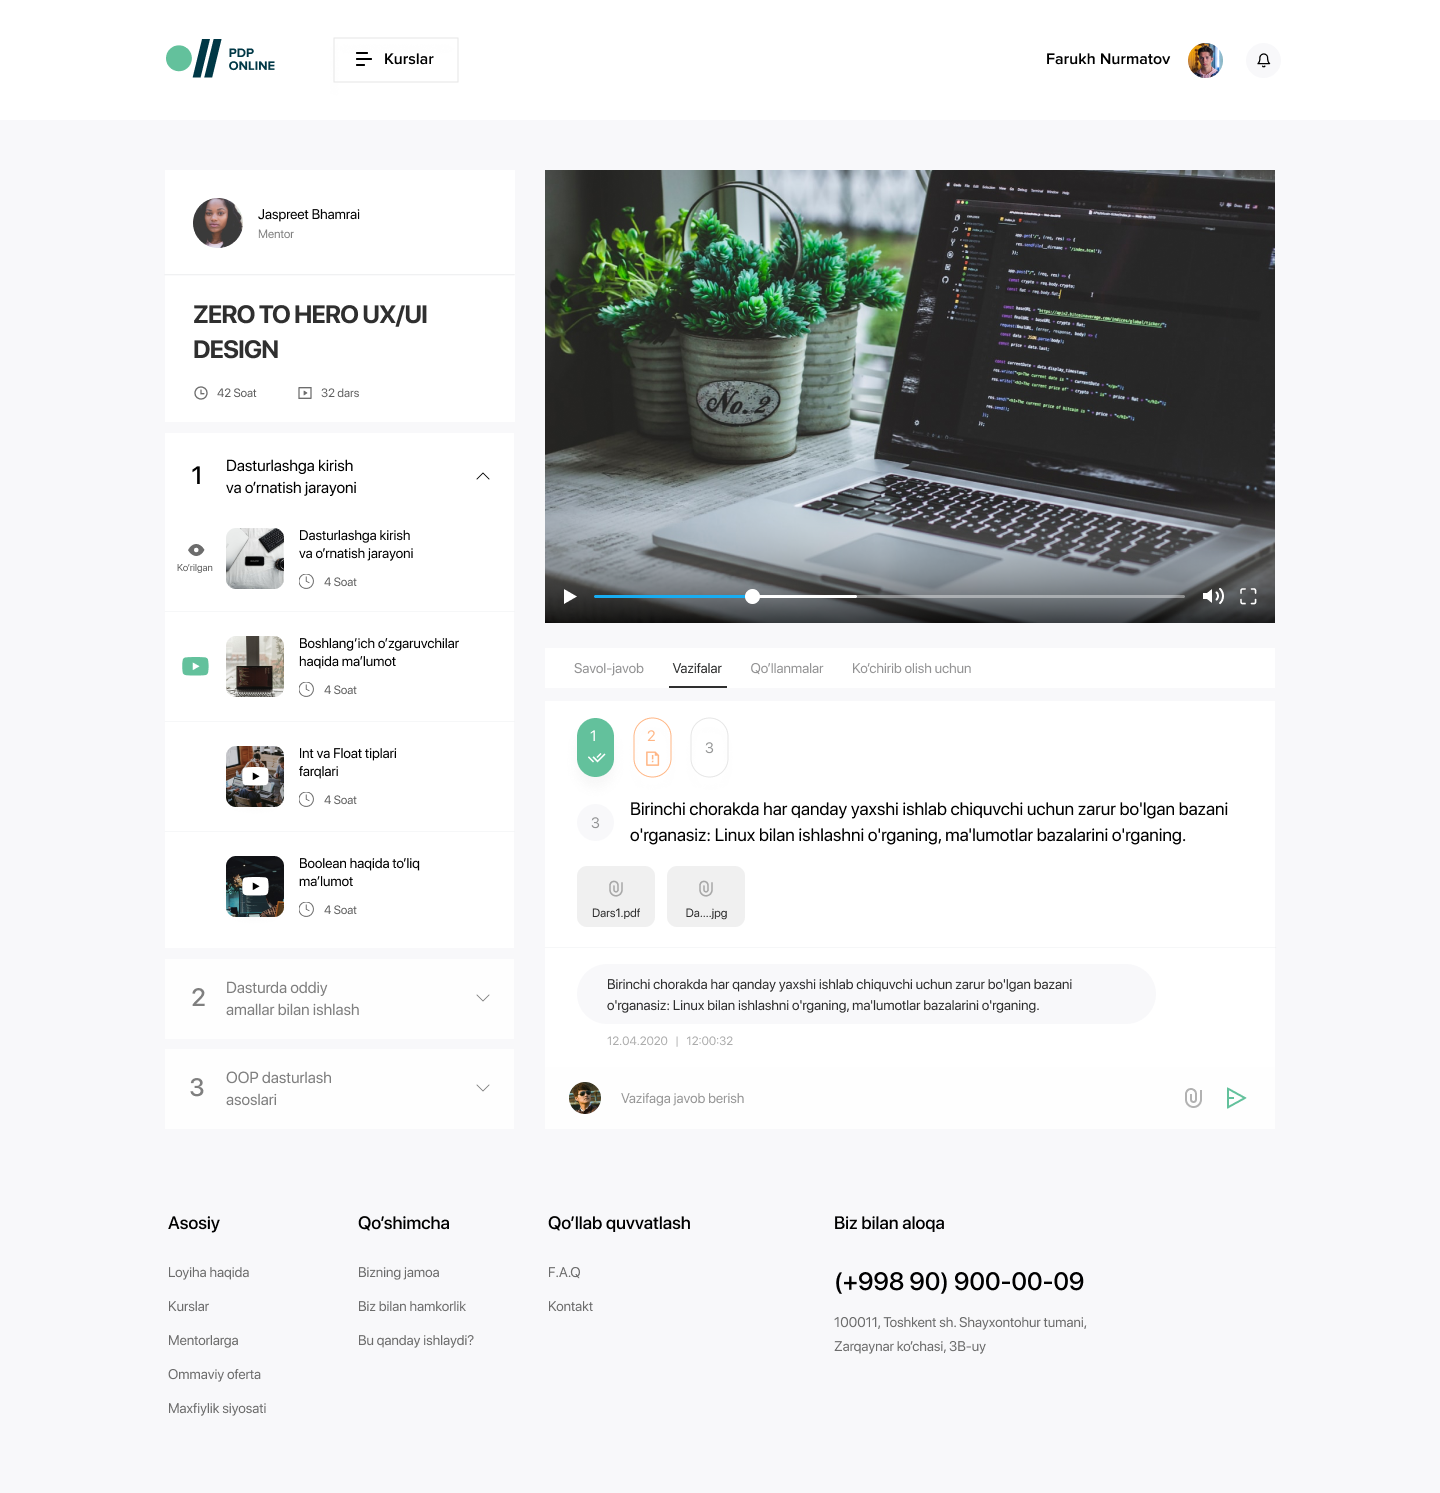 PDP
ONLINE
Kurslar
Farukh Nurmatov
Jaspreet Bhamrai
Mentor
ZERO TO HERO UX/UI
DESIGN
42 Soat
32 dars
1
Dasturlashga kirish
va o‘rnatish jarayoni
Ko‘rilgan
Dasturlashga kirish
va o‘rnatish jarayoni
4 Soat
Boshlang‘ich o‘zgaruvchilar
haqida ma’lumot
4 Soat
Int va Float tiplari
farqlari
4 Soat
Boolean haqida to‘liq
ma’lumot
4 Soat
2
Dasturda oddiy
amallar bilan ishlash
3
OOP dasturlash
asoslari
No. 2
Savol-javob
Vazifalar
Qo‘llanmalar
Ko‘chirib olish uchun
1
2
3
3
Birinchi chorakda har qanday yaxshi ishlab chiquvchi uchun zarur bo'lgan bazani
o'rganasiz: Linux bilan ishlashni o'rganing, ma'lumotlar bazalarini o'rganing.
Dars1.pdf
Da....jpg
Birinchi chorakda har qanday yaxshi ishlab chiquvchi uchun zarur bo'lgan bazani
o'rganasiz: Linux bilan ishlashni o'rganing, ma'lumotlar bazalarini o'rganing.
12.04.2020 | 12:00:32
Vazifaga javob berish
Asosiy
Loyiha haqida
Kurslar
Mentorlarga
Ommaviy oferta
Maxfiylik siyosati
Qo‘shimcha
Bizning jamoa
Biz bilan hamkorlik
Bu qanday ishlaydi?
Qo‘llab quvvatlash
F.A.Q
Kontakt
Biz bilan aloqa
(+998 90) 900-00-09
100011, Toshkent sh. Shayxontohur tumani,
Zarqaynar ko‘chasi, 3B-uy